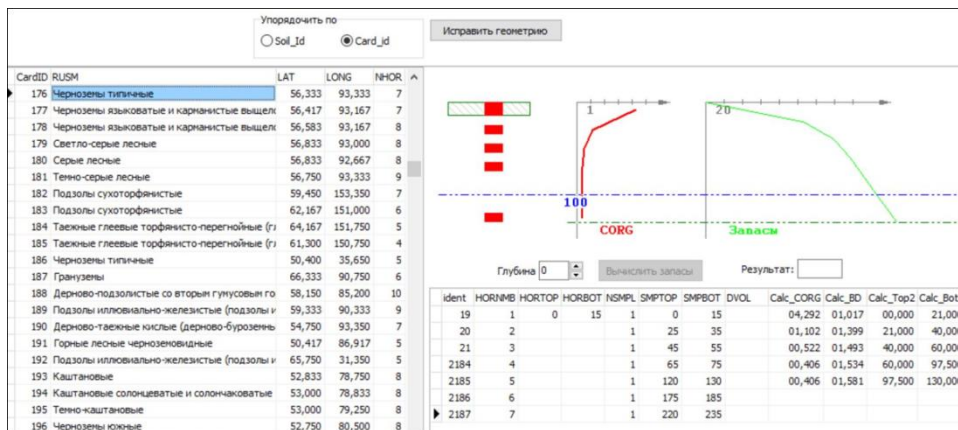 Упорядочить по
Soil_Id Card_id
Исправить геометрию
CardID RUSM LAT LONG NHOR
176 Черноземы типичные 56,333 93,333 7
177 Черноземы языковатые и карманистые выщело 56,417 93,167 7
178 Черноземы языковатые и карманистые выщело 56,583 93,167 8
179 Светло-серые лесные 56,833 93,000 8
180 Серые лесные 56,833 92,667 8
181 Темно-серые лесные 56,750 93,333 9
182 Подзолы сухоторфянистые 59,450 153,350 7
183 Подзолы сухоторфянистые 62,167 151,000 6
184 Таежные глеевые торфянисто-перегнойные (гл 64,167 151,750 5
185 Таежные глеевые торфянисто-перегнойные (гл 61,300 150,750 4
186 Черноземы типичные 50,400 35,650 5
187 Гранузены 66,333 90,750 6
188 Дерново-подзолистые со вторым гумусовым го 58,150 85,200 10
189 Подзолы иллювиально-железистые (подзолы и 59,333 90,333 9
190 Дерново-таежные кислые (дерново-буроземны 54,750 93,350 7
191 Горные лесные черноземовидные 50,417 86,917 5
192 Подзолы иллювиально-железистые (подзолы и 65,750 31,350 5
193 Каштановые 52,833 78,750 8
194 Каштановые солонцеватые и солончаковатые 53,000 78,833 8
195 Темно-каштановые 53,000 79,250 8
196 Черноземы южные 52,750 80,500 8
1
20
100
CORG
Запасы
Глубина 0
Вычислить запасы
Результат:
ident HORNMB HORTOP HORBOT NSMPL SMPTOP SMPBOT DVOL Calc_CORG Calc_BD Calc_Top2 Calc_Bot
19 1 0 15 1 0 15 04,292 01,017 00,000 21,000
20 2 1 25 35 01,102 01,399 21,000 40,000
21 3 1 45 55 00,522 01,493 40,000 60,000
2184 4 1 65 75 00,406 01,534 60,000 97,500
2185 5 1 120 130 00,406 01,581 97,500 130,000
2186 6 1 175 185
2187 7 1 220 235